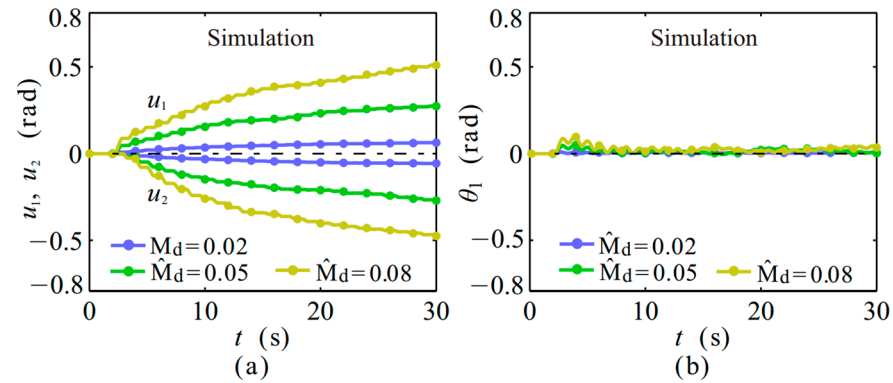 0.8
Simulation
0.5
u₁
0
u₂
−0.5
M̂d=0.02
M̂d=0.05
M̂d=0.08
−0.8
u₁, u₂ (rad)
0 10 20 30
t (s)
(a)
0.8
Simulation
0.5
0
−0.5
M̂d=0.02
M̂d=0.05
M̂d=0.08
−0.8
θ₁ (rad)
0 10 20 30
t (s)
(b)